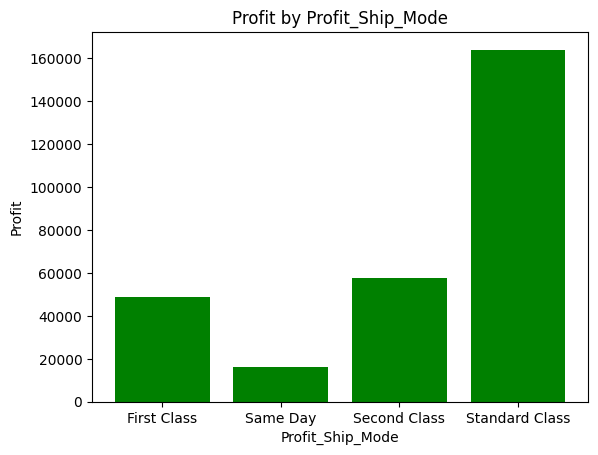 Profit by Profit_Ship_Mode
160000
140000
120000
100000
80000
60000
40000
20000
0
Profit
First Class Same Day Second Class Standard Class
Profit_Ship_Mode